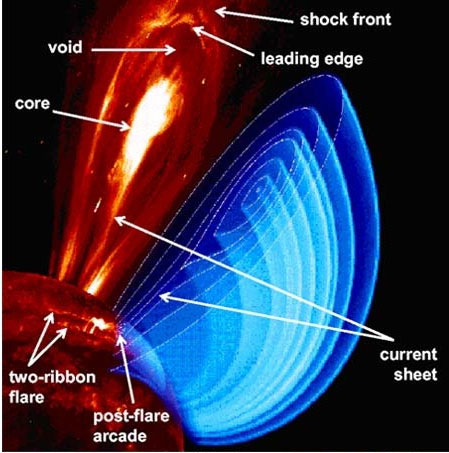 shock front
void
leading edge
core
current
sheet
two-ribbon
flare
post-flare
arcade